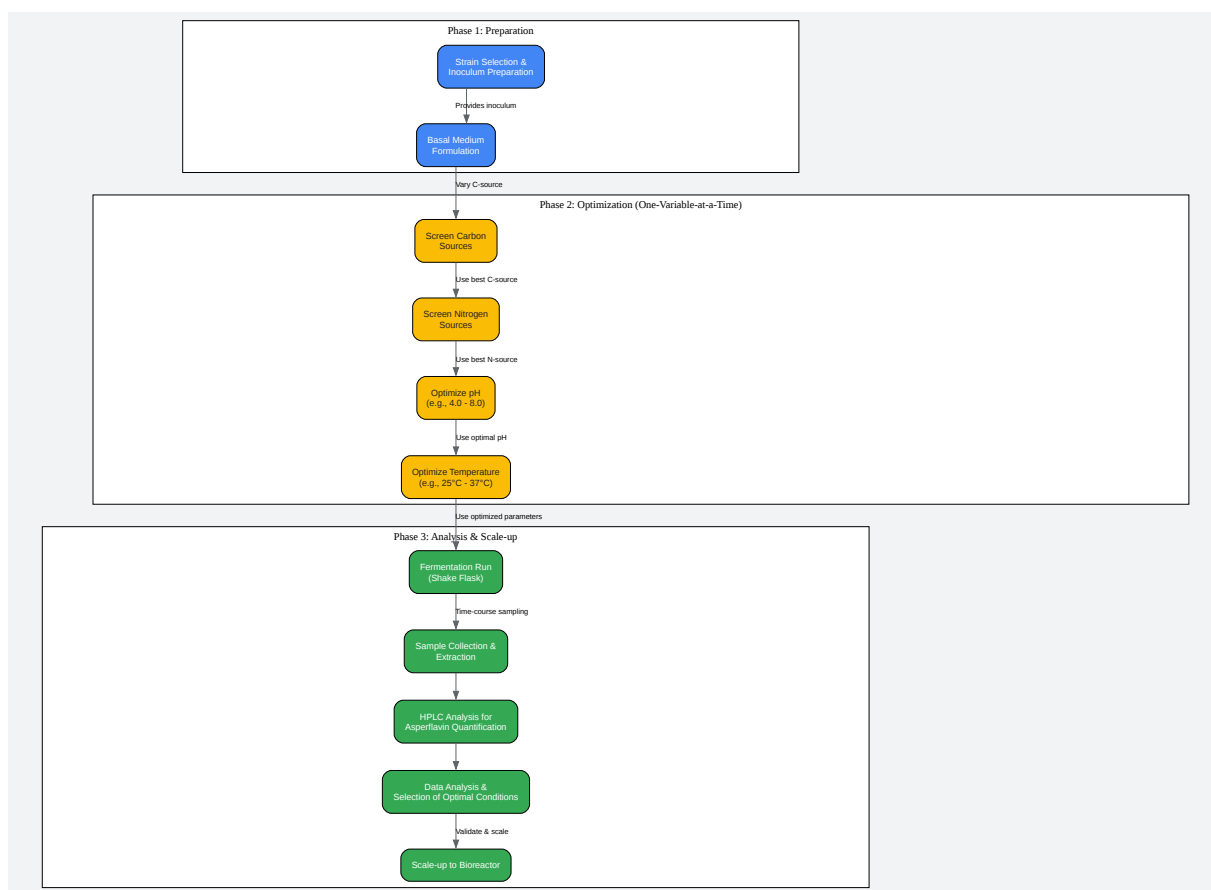 Phase 1: Preparation
Strain Selection &
Inoculum Preparation
Provides inoculum
Basal Medium
Formulation
Vary C-source
Phase 2: Optimization (One-Variable-at-a-Time)
Screen Carbon
Sources
Use best C-source
Screen Nitrogen
Sources
Use best N-source
Optimize pH
(e.g., 4.0 - 8.0)
Use optimal pH
Optimize Temperature
(e.g., 25°C - 37°C)
Use optimized parameters
Phase 3: Analysis & Scale-up
Fermentation Run
(Shake Flask)
Time-course sampling
Sample Collection &
Extraction
HPLC Analysis for
Asperflavin Quantification
Data Analysis &
Selection of Optimal Conditions
Validate & scale
Scale-up to Bioreactor